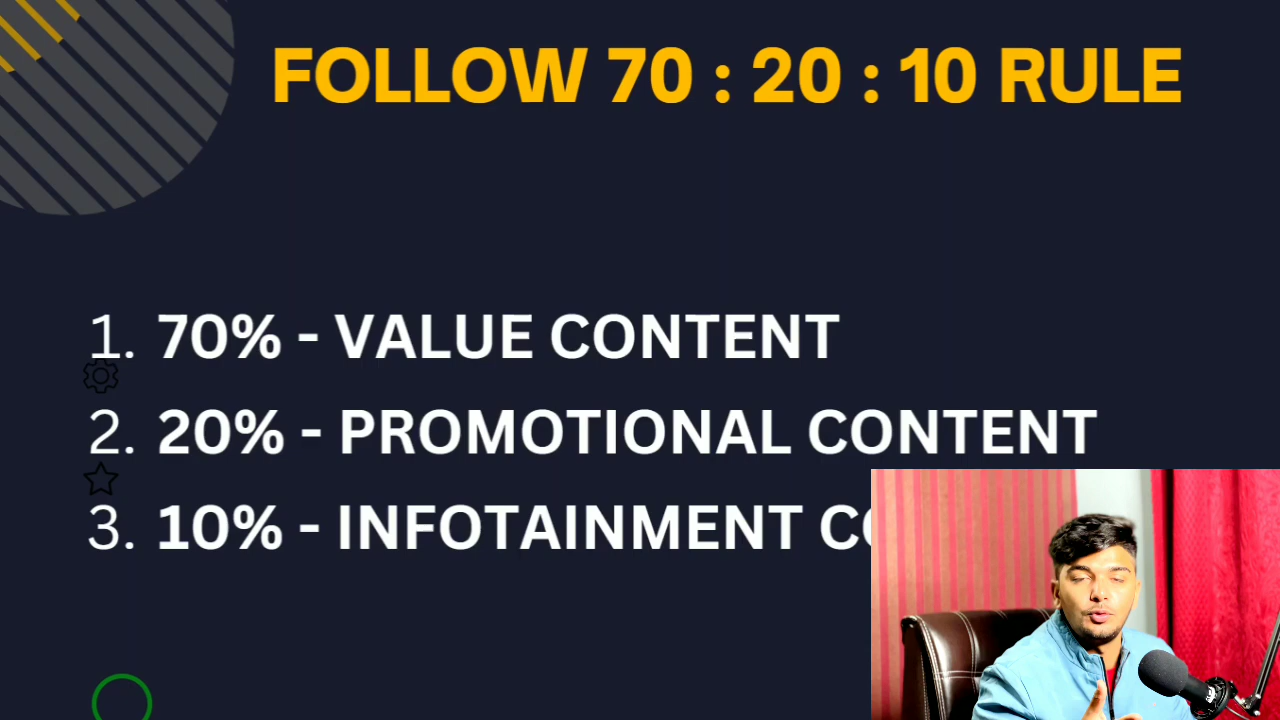 FOLLOW 70 : 20 : 10 RULE
1. 70% - VALUE CONTENT
2. 20% - PROMOTIONAL CONTENT
3. 10% - INFOTAINMENT